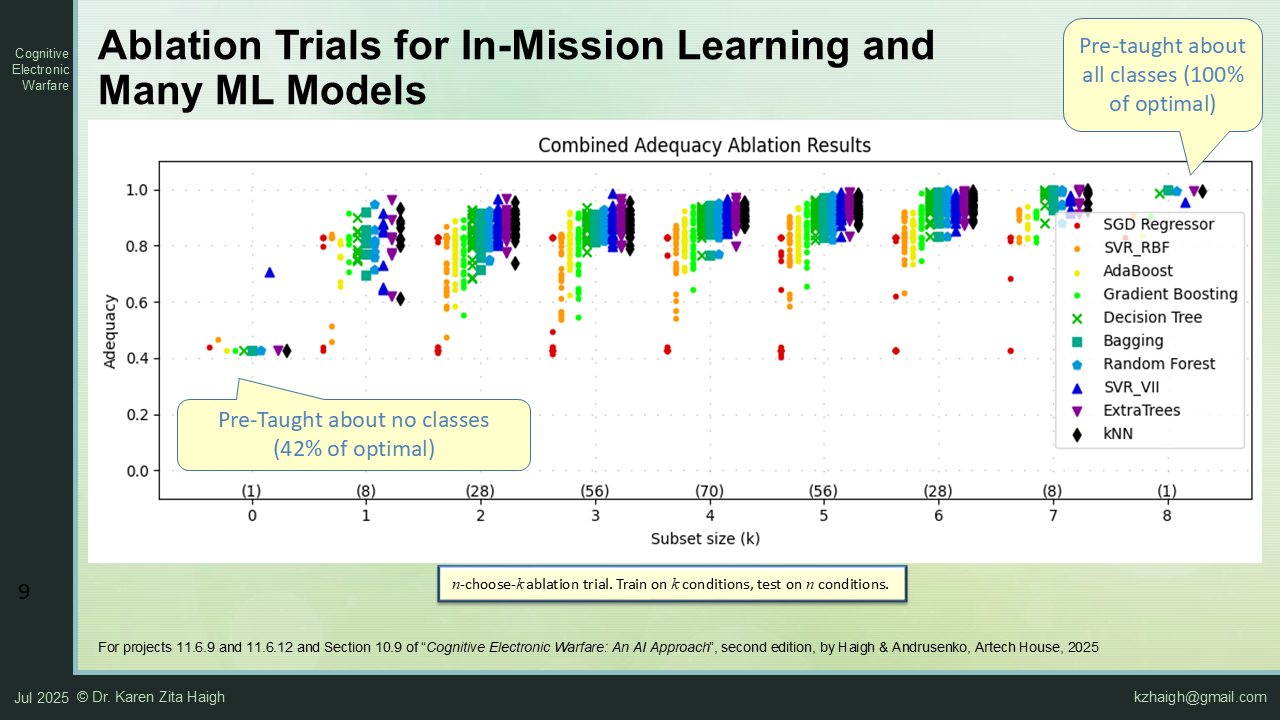 Cognitive
Electronic
Warfare
Ablation Trials for In-Mission Learning and
Many ML Models
Pre-taught about
all classes (100%
of optimal)
Combined Adequacy Ablation Results
Adequacy
1.0
0.8
0.6
0.4
0.2
0.0
SGD Regressor
SVR_RBF
AdaBoost
Gradient Boosting
Decision Tree
Bagging
Random Forest
SVR_VII
ExtraTrees
kNN
Pre-Taught about no classes
(42% of optimal)
(1) (8) (28) (56) (70) (56) (28) (8) (1)
0 1 2 3 4 5 6 7 8
Subset size (k)
n-choose-k ablation trial. Train on k conditions, test on n conditions.
9
For projects 11.6.9 and 11.6.12 and Section 10.9 of “Cognitive Electronic Warfare: An AI Approach”, second edition, by Haigh & Andrusenko, Artech House, 2025
Jul 2025 © Dr. Karen Zita Haigh
kzhaigh@gmail.com